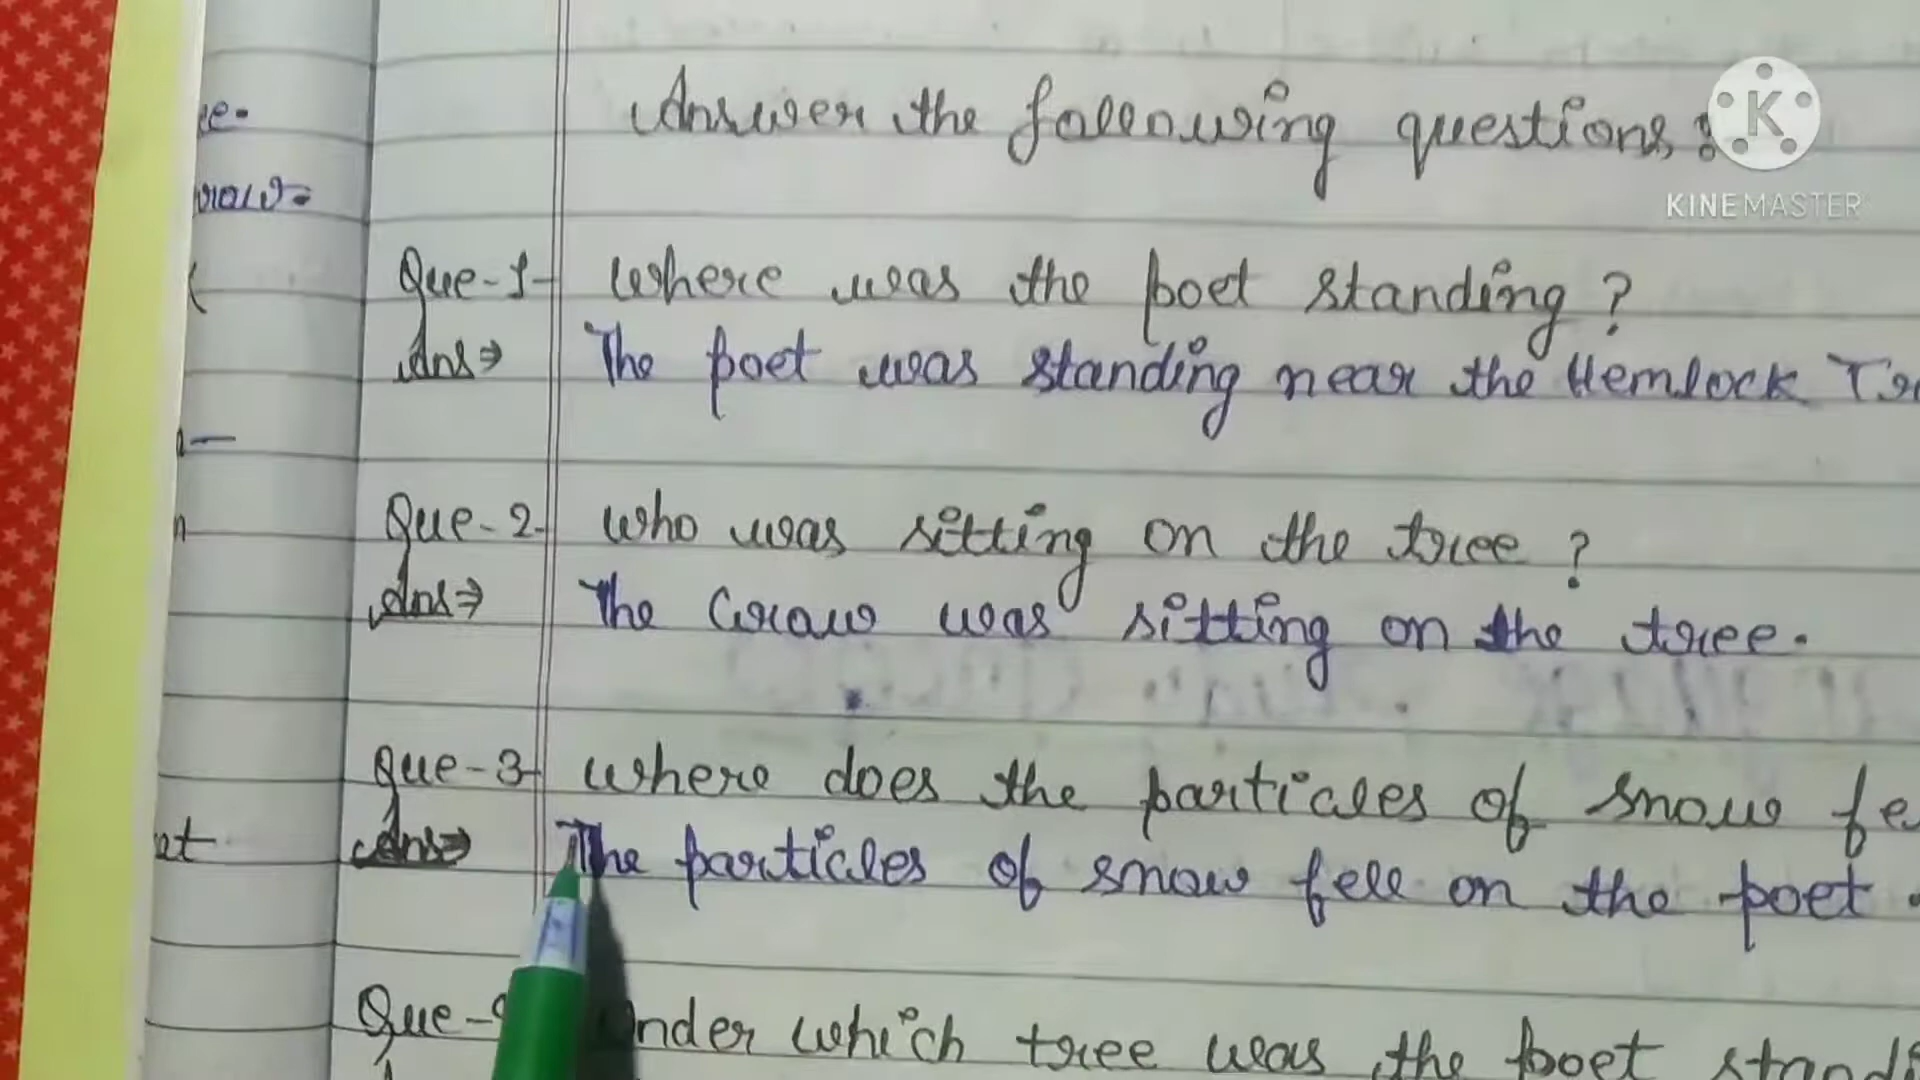 Answer the following questions:
KINEMASTER
Que-1- Where was the poet standing?
Ans⇒ The poet was standing near the Hemlock
Que-2- Who was sitting on the tree?
Ans⇒ The Craw was sitting on the tree.
Que-3- Where does the particles of snow
Ans⇒ The particles of snow fell on the poet.
which tree was the poet